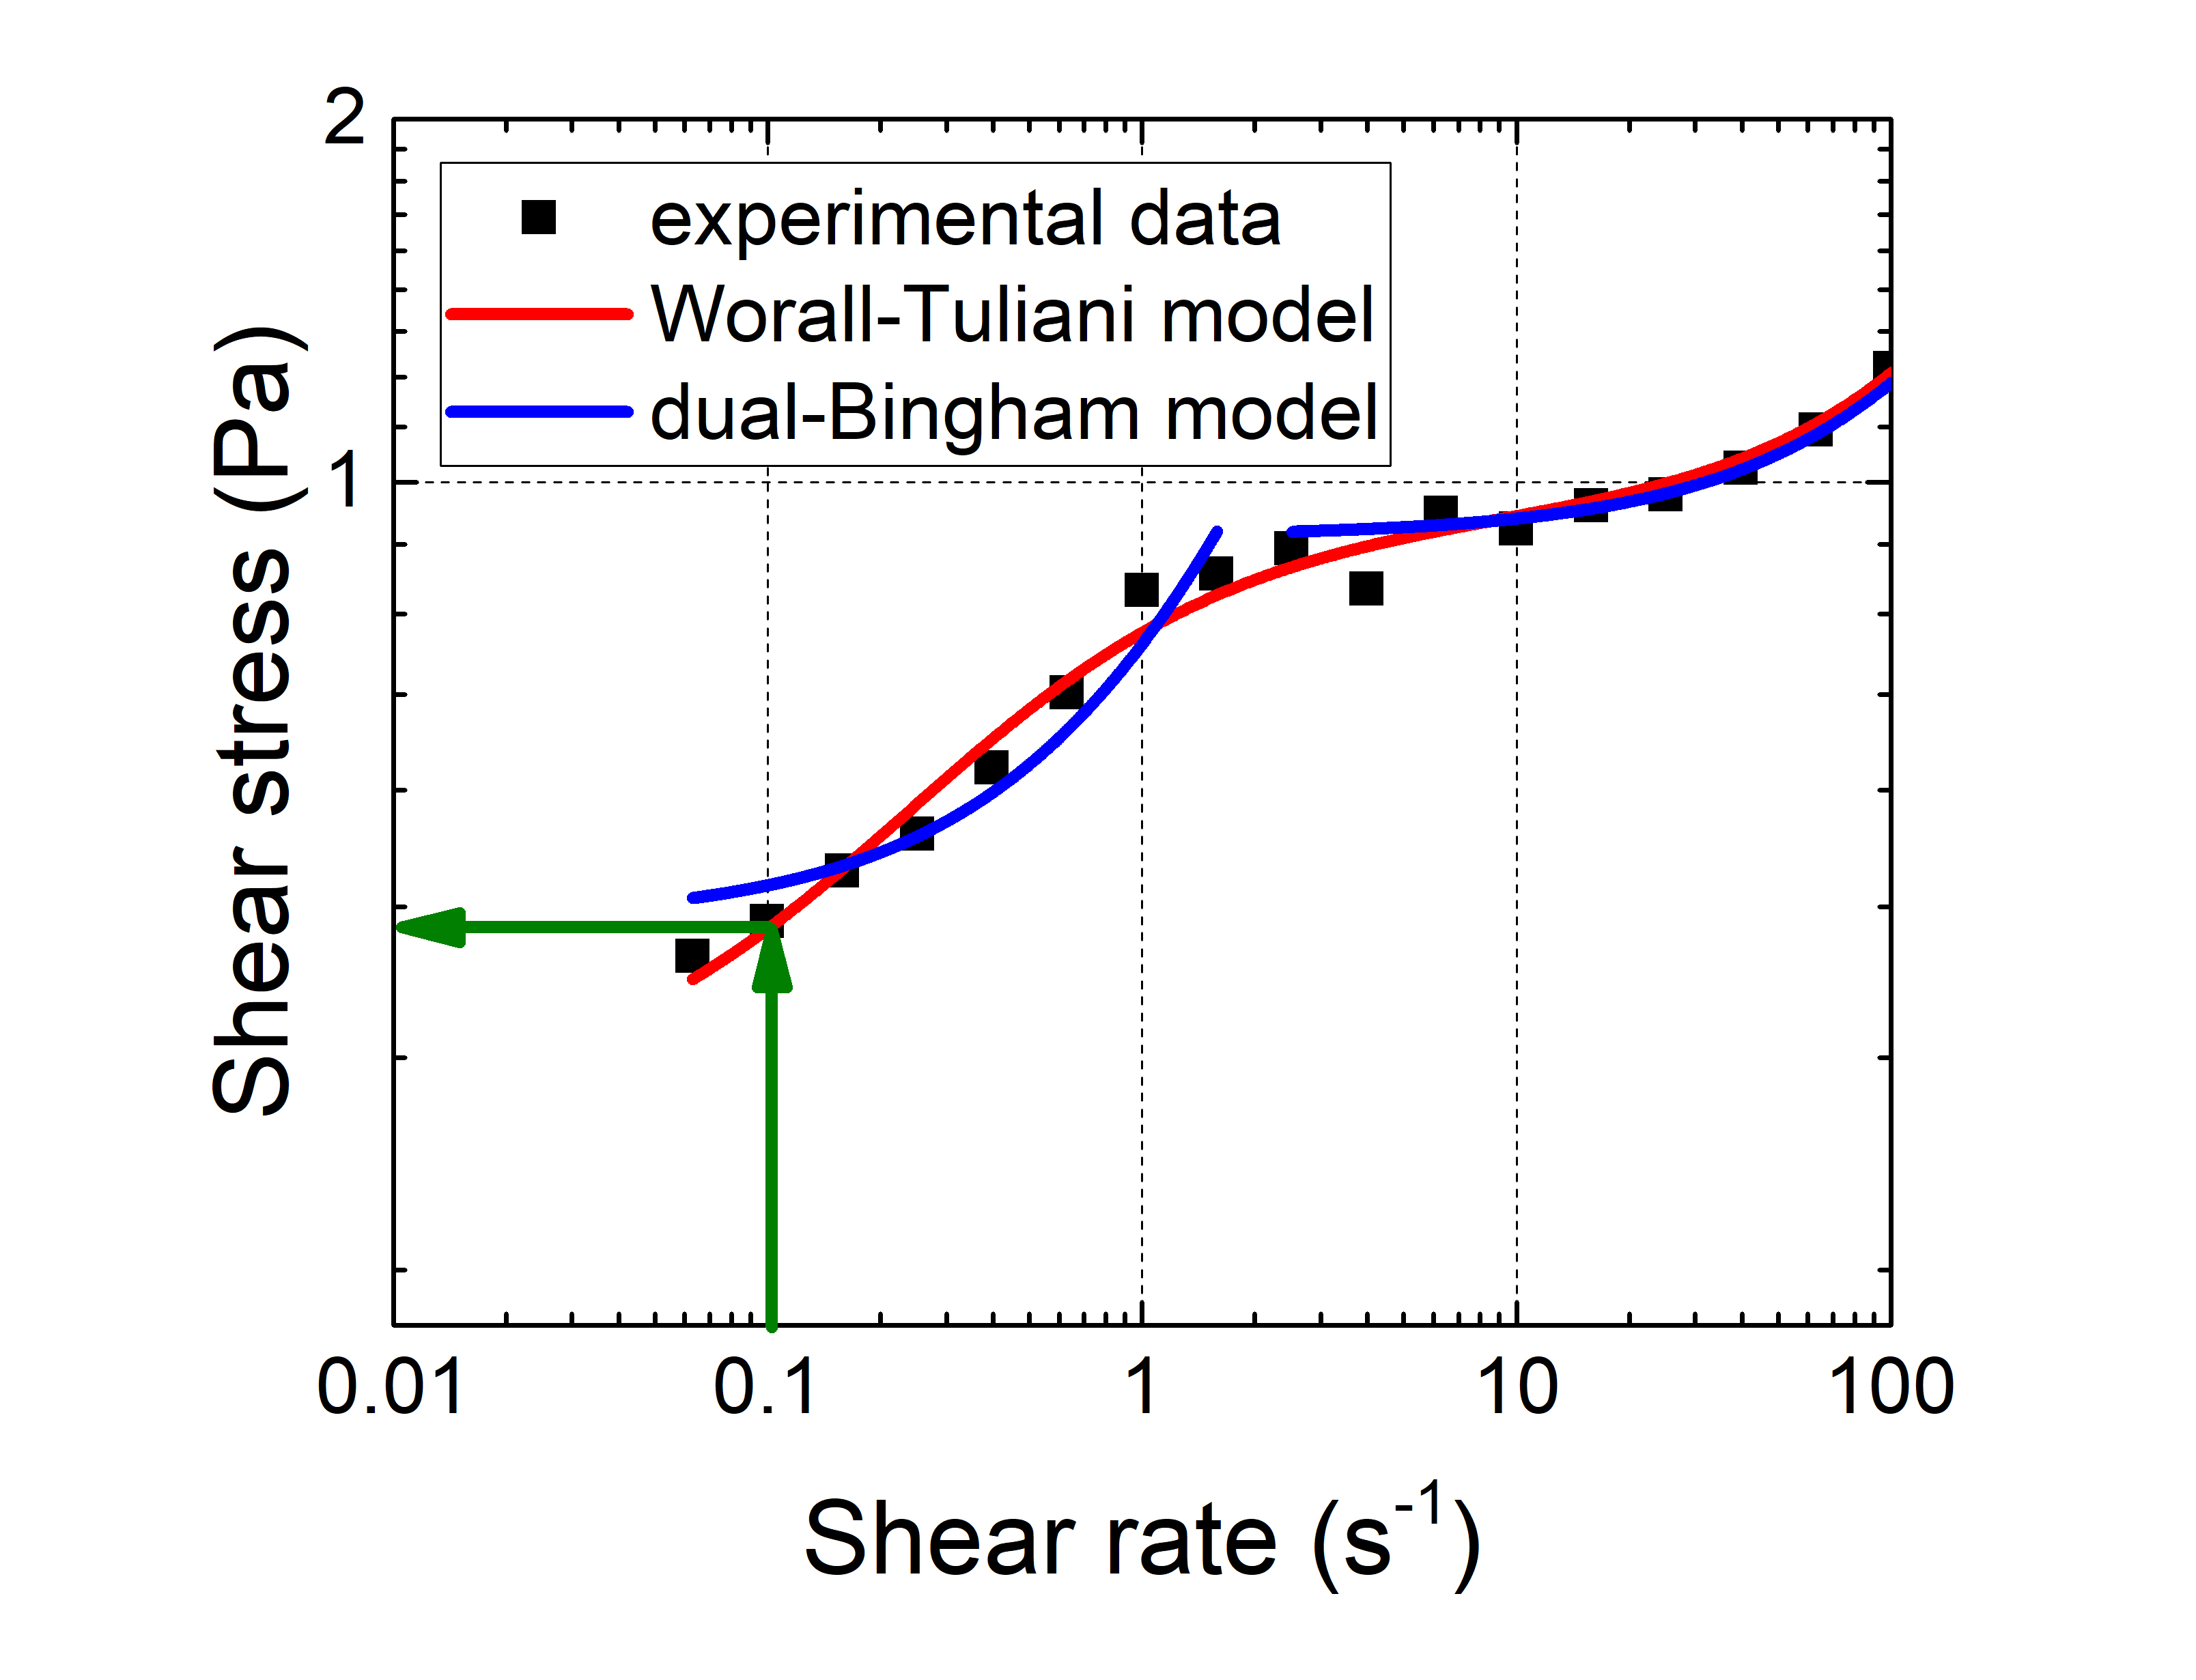 2
experimental data
Worall-Tuliani model
dual-Bingham model
1
Shear stress (Pa)
0.01 0.1 1 10 100
Shear rate (s⁻¹)